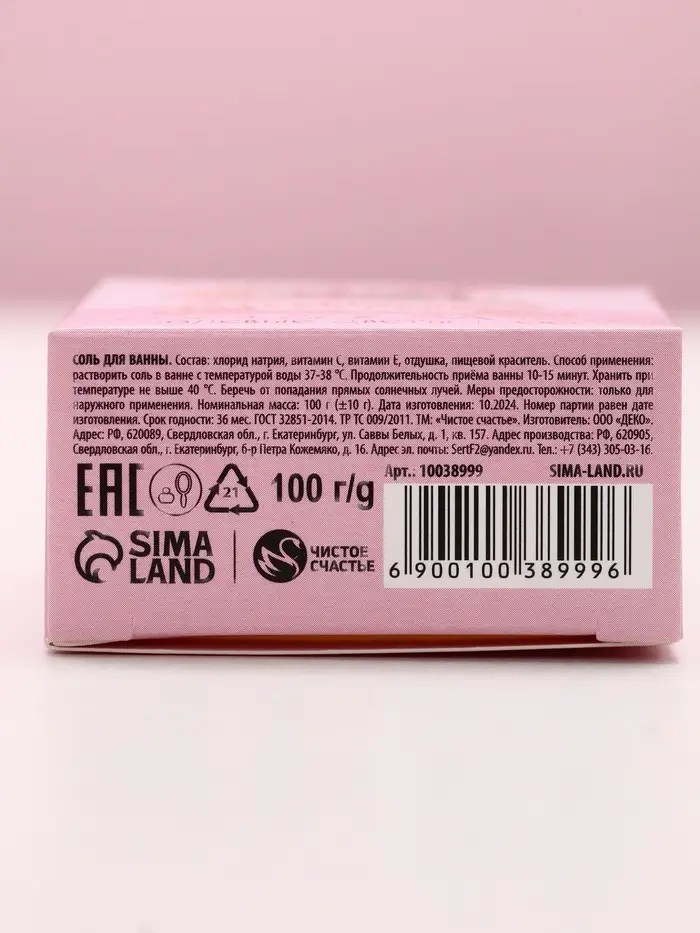 СОЛЬ ДЛЯ ВАННЫ. Состав: хлорид натрия, витамин С, витамин Е, отдушка, пищевой краситель. Способ применения:
растворить соль в ванне с температурой воды 37-38 °С. Продолжительность приёма ванны 10-15 минут. Хранить при
температуре не выше 40 °С. Беречь от попадания прямых солнечных лучей. Меры предосторожности: только для
наружного применения. Номинальная масса: 100 г (±10 г). Дата изготовления: 10.2024. Номер партии равен дате
изготовления. Срок годности: 36 мес. ГОСТ 32851-2014. ТР ТС 009/2011. ТМ: «Чистое счастье». Изготовитель: ООО «ДЕКО».
Адрес: РФ, 620089, Свердловская обл., г. Екатеринбург, ул. Саввы Белых, д. 1, кв. 157. Адрес производства: РФ, 620905,
Свердловская обл., г. Екатеринбург, б-р Петра Кожемяко, д. 16. Адрес эл. почты: SertF2@yandex.ru. Тел.: +7 (343) 305-03-16.
EAC 21 100 г/g
Арт.: 10038999 SIMA-LAND.RU
SIMA
LAND
ЧИСТОЕ
СЧАСТЬЕ
6 900100 389996